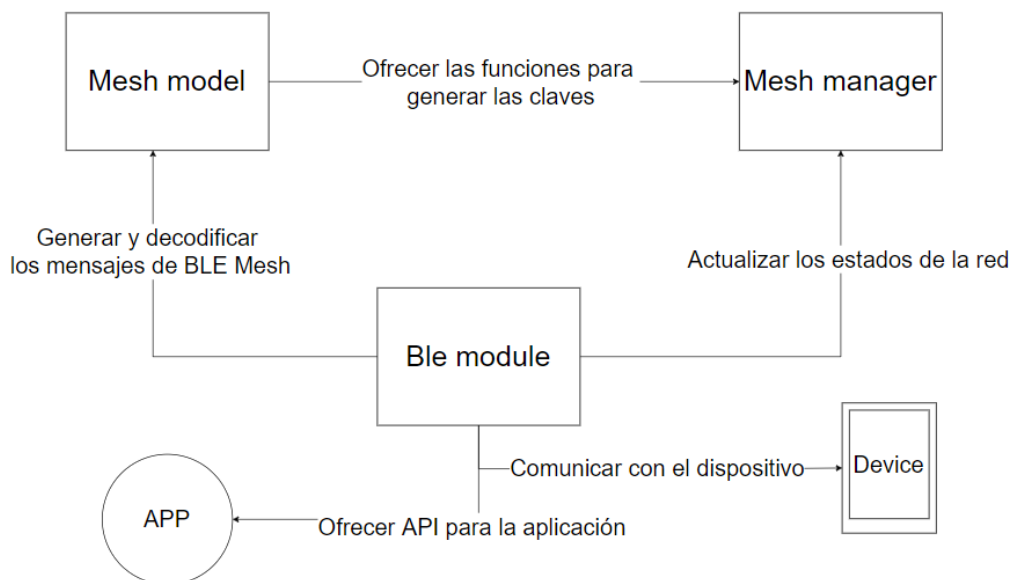 Mesh model
Ofrecer las funciones para
generar las claves
Mesh manager
Generar y decodificar
los mensajes de BLE Mesh
Actualizar los estados de la red
Ble module
Comunicar con el dispositivo
Device
APP
Ofrecer API para la aplicación